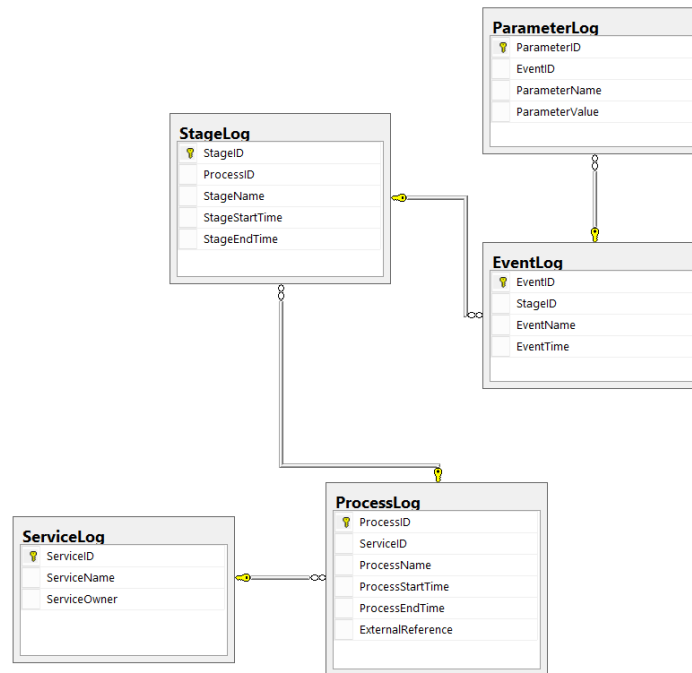 ParameterLog
ParameterID
EventID
ParameterName
ParameterValue
StageLog
StageID
ProcessID
StageName
StageStartTime
StageEndTime
EventLog
EventID
StageID
EventName
EventTime
ProcessLog
ProcessID
ServiceID
ProcessName
ProcessStartTime
ProcessEndTime
ExternalReference
ServiceLog
ServiceID
ServiceName
ServiceOwner